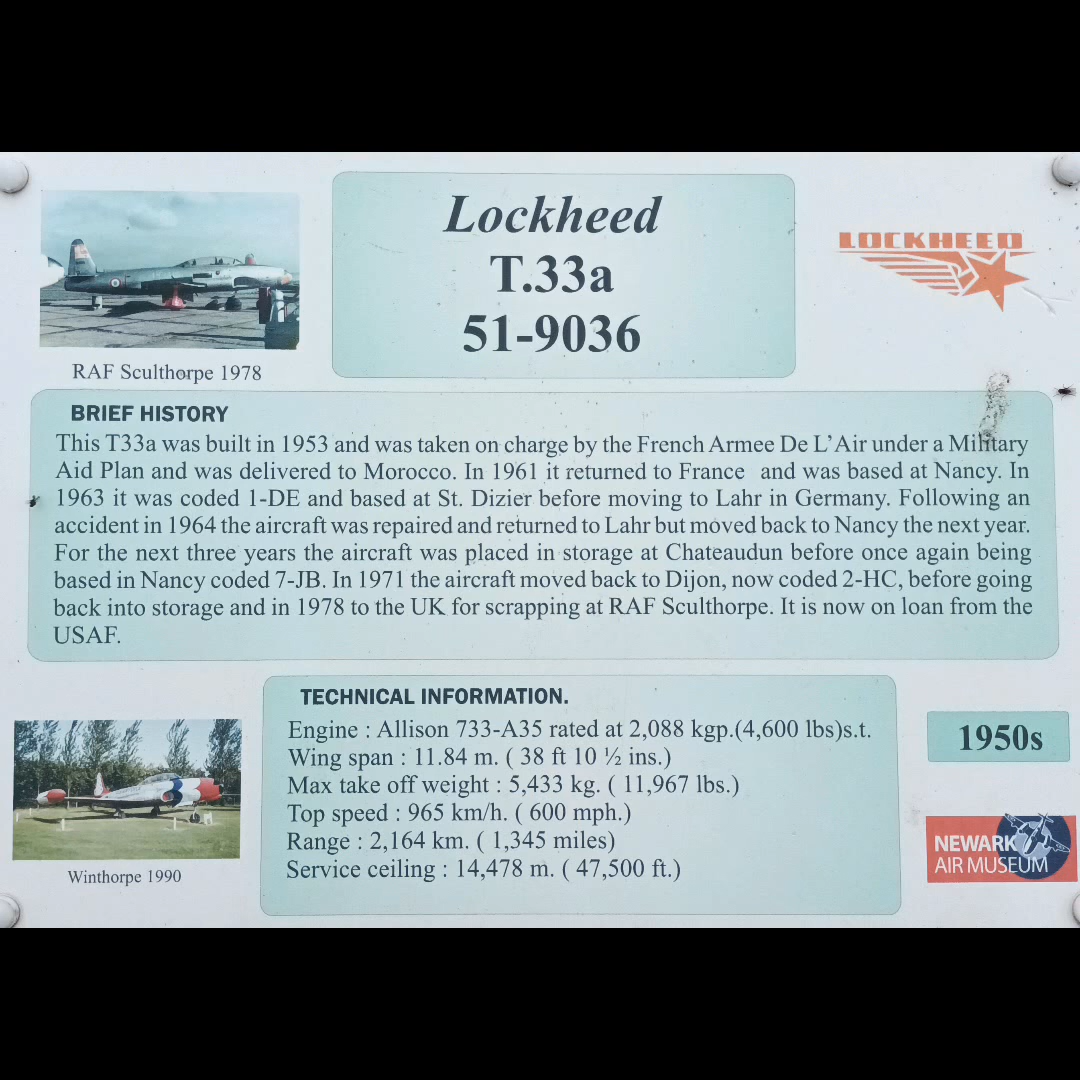 Lockheed
T.33a
51-9036
LOCKHEED
RAF Sculthorpe 1978
BRIEF HISTORY
This T33a was built in 1953 and was taken on charge by the French Armee De L'Air under a Military
Aid Plan and was delivered to Morocco. In 1961 it returned to France and was based at Nancy. In
1963 it was coded 1-DE and based at St. Dizier before moving to Lahr in Germany. Following an
accident in 1964 the aircraft was repaired and returned to Lahr but moved back to Nancy the next year.
For the next three years the aircraft was placed in storage at Chateaudun before once again being
based in Nancy coded 7-JB. In 1971 the aircraft moved back to Dijon, now coded 2-HC, before going
back into storage and in 1978 to the UK for scrapping at RAF Sculthorpe. It is now on loan from the
USAF.
TECHNICAL INFORMATION.
Engine : Allison 733-A35 rated at 2,088 kgp.(4,600 lbs)s.t.
Wing span : 11.84 m. ( 38 ft 10 ½ ins.)
Max take off weight : 5,433 kg. ( 11,967 lbs.)
Top speed : 965 km/h. ( 600 mph.)
Range : 2,164 km. ( 1,345 miles)
Service ceiling : 14,478 m. ( 47,500 ft.)
Winthorpe 1990
1950s
NEWARK
AIR MUSEUM